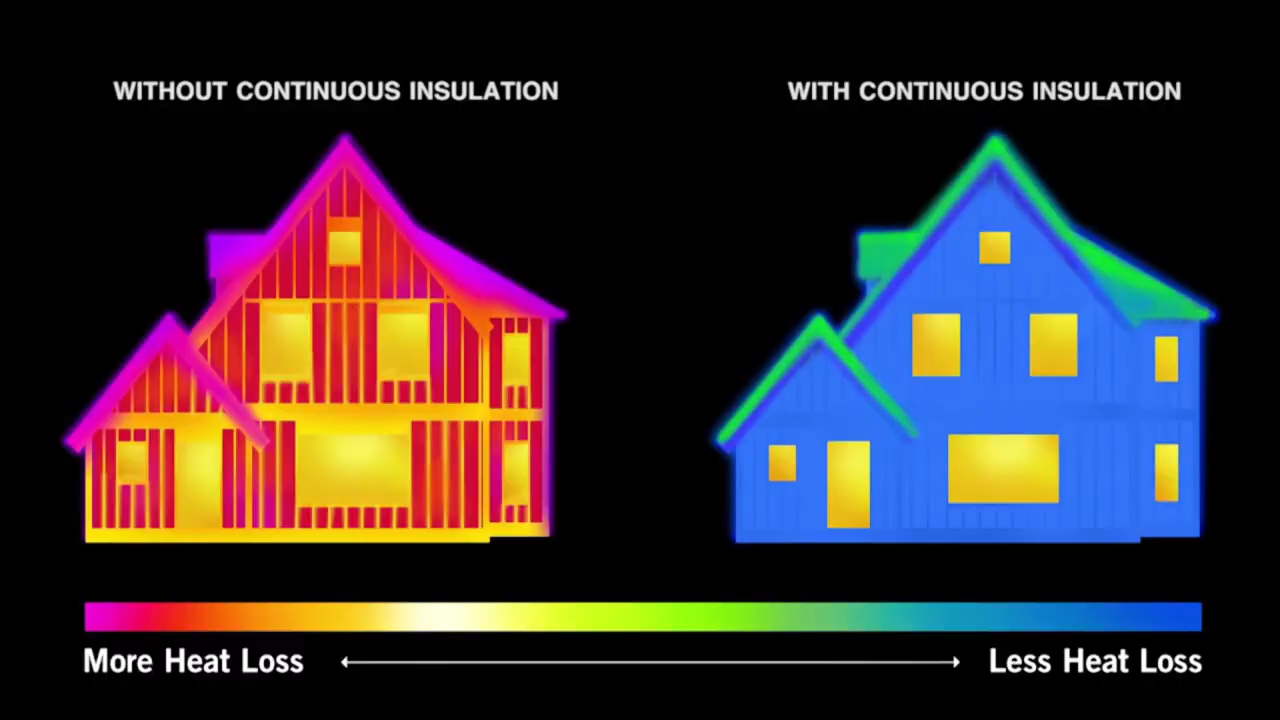 WITHOUT CONTINUOUS INSULATION
WITH CONTINUOUS INSULATION
More Heat Loss
Less Heat Loss